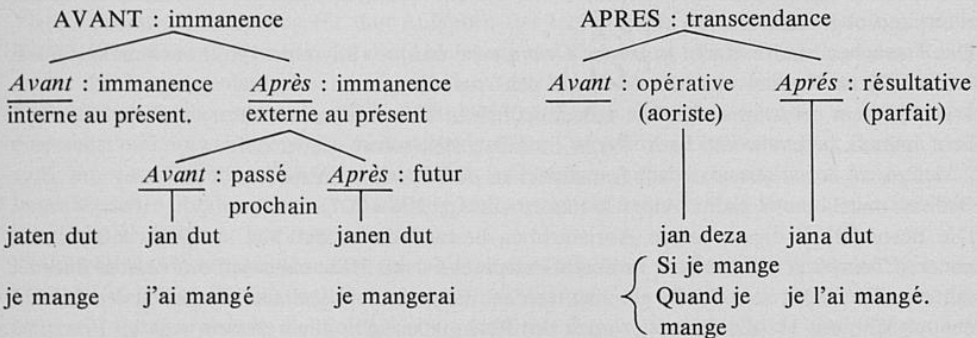 AVANT : immanence APRES : transcendance
Avant : immanence Après : immanence Avant : opérative Aprés : résultative
interne au présent. externe au présent (aoriste) (parfait)
Avant : passé Après : futur
prochain
jaten dut jan dut janen dut jan deza jana dut
Si je mange
je mange j'ai mangé je mangerai Quand je je l'ai mangé.
mange